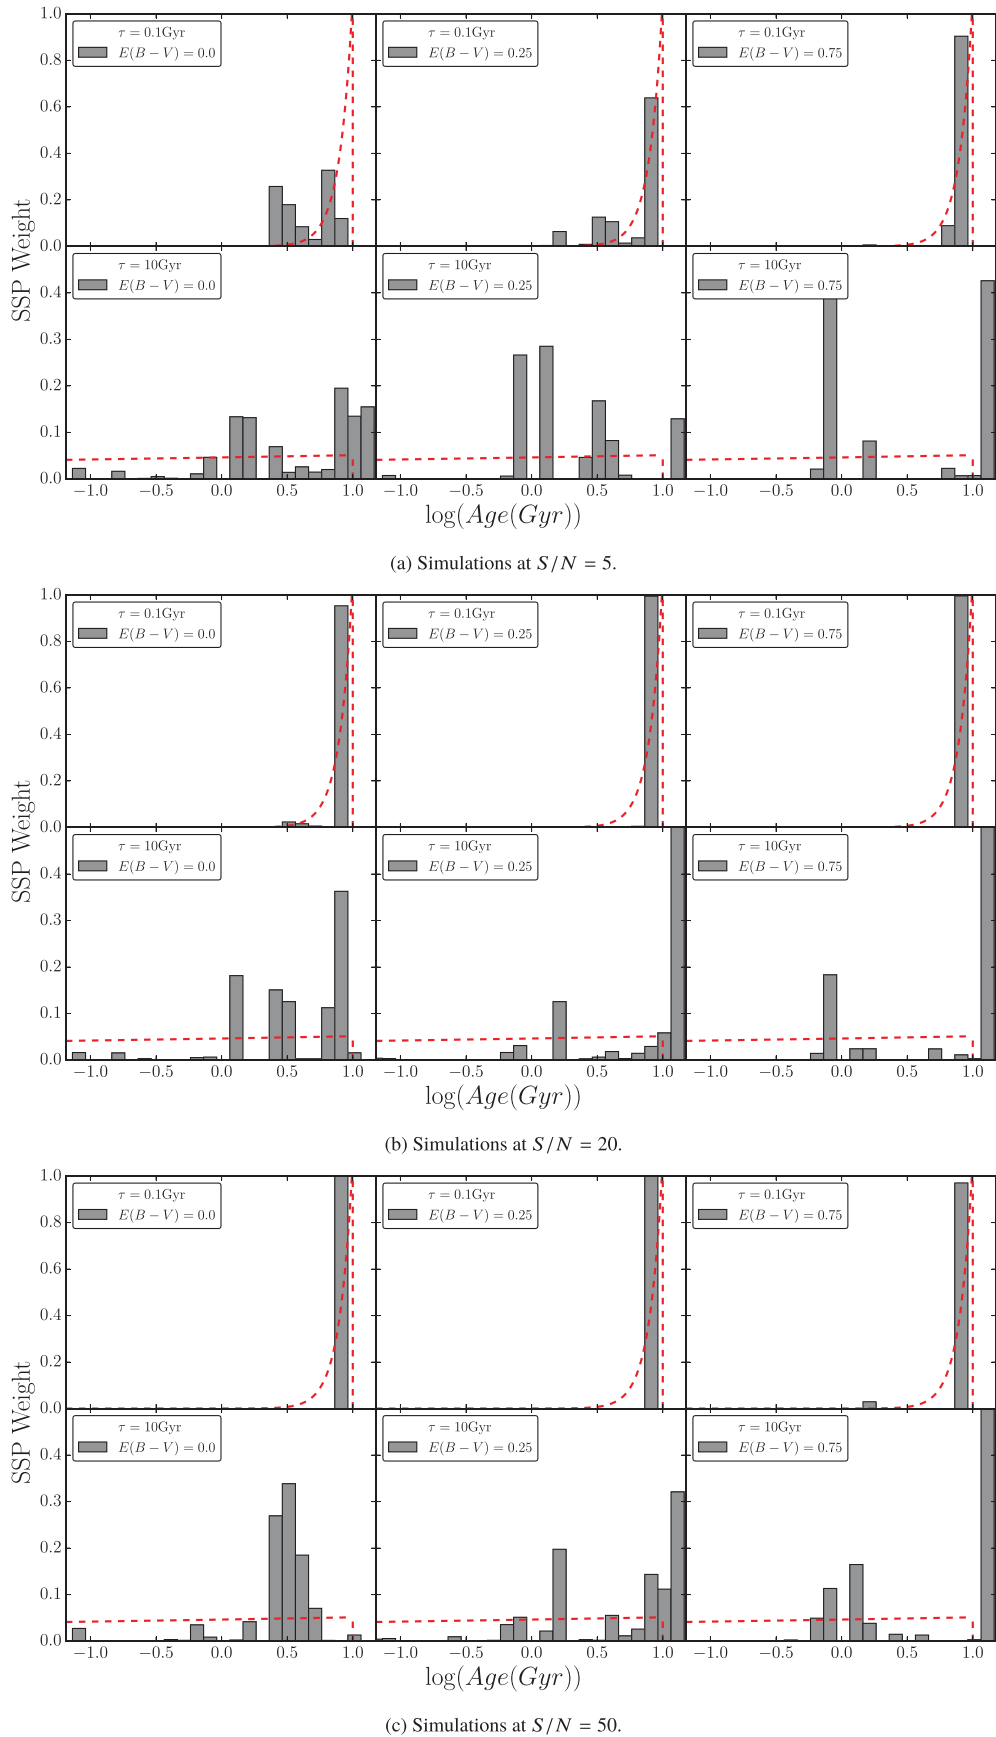 τ = 0.1Gyr
E(B − V) = 0.0
τ = 0.1Gyr
E(B − V) = 0.25
τ = 0.1Gyr
E(B − V) = 0.75
1.0
0.8
0.6
0.4
0.2
0.0
τ = 10Gyr
E(B − V) = 0.0
τ = 10Gyr
E(B − V) = 0.25
τ = 10Gyr
E(B − V) = 0.75
SSP Weight
0.4
0.3
0.2
0.1
0.0
−1.0 −0.5 0.0 0.5 1.0 −1.0 −0.5 0.0 0.5 1.0 −1.0 −0.5 0.0 0.5 1.0
log(Age(Gyr))
(a) Simulations at S/N = 5.
τ = 0.1Gyr
E(B − V) = 0.0
τ = 0.1Gyr
E(B − V) = 0.25
τ = 0.1Gyr
E(B − V) = 0.75
1.0
0.8
0.6
0.4
0.2
0.0
τ = 10Gyr
E(B − V) = 0.0
τ = 10Gyr
E(B − V) = 0.25
τ = 10Gyr
E(B − V) = 0.75
SSP Weight
0.4
0.3
0.2
0.1
0.0
−1.0 −0.5 0.0 0.5 1.0 −1.0 −0.5 0.0 0.5 1.0 −1.0 −0.5 0.0 0.5 1.0
log(Age(Gyr))
(b) Simulations at S/N = 20.
τ = 0.1Gyr
E(B − V) = 0.0
τ = 0.1Gyr
E(B − V) = 0.25
τ = 0.1Gyr
E(B − V) = 0.75
1.0
0.8
0.6
0.4
0.2
0.0
τ = 10Gyr
E(B − V) = 0.0
τ = 10Gyr
E(B − V) = 0.25
τ = 10Gyr
E(B − V) = 0.75
SSP Weight
0.4
0.3
0.2
0.1
0.0
−1.0 −0.5 0.0 0.5 1.0 −1.0 −0.5 0.0 0.5 1.0 −1.0 −0.5 0.0 0.5 1.0
log(Age(Gyr))
(c) Simulations at S/N = 50.